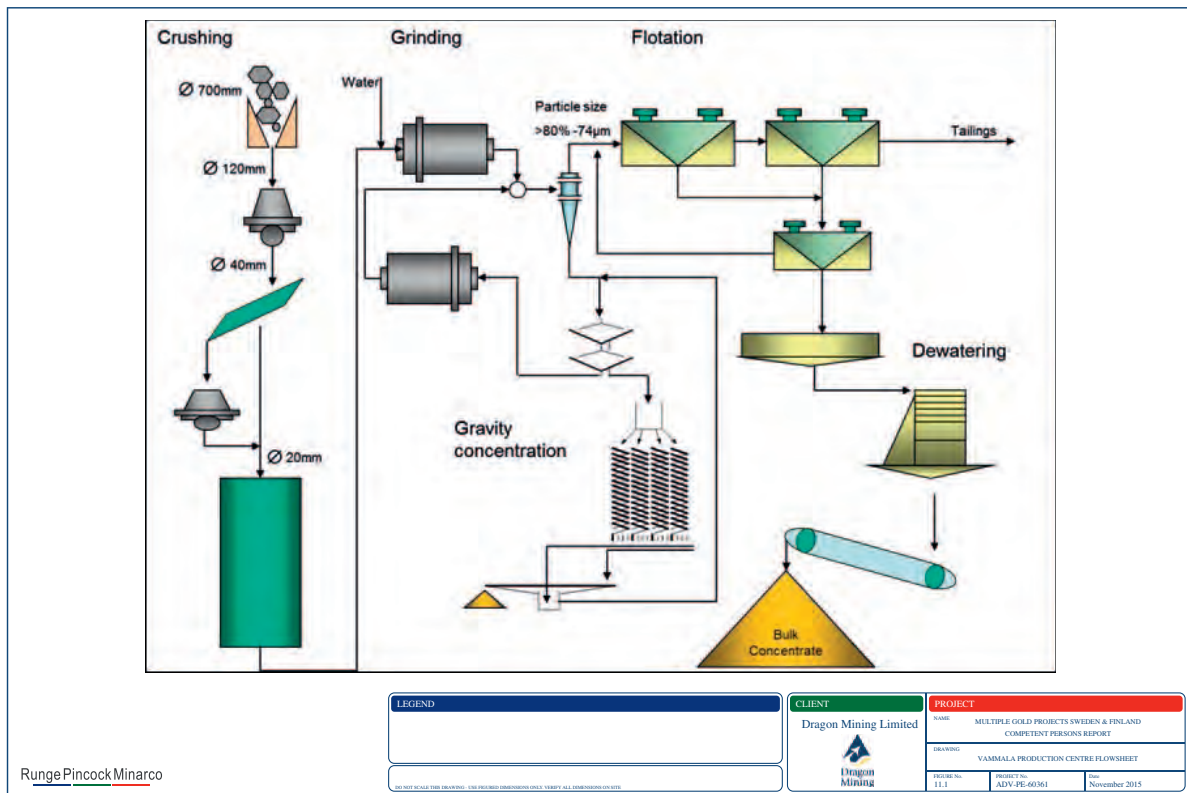 Crushing
Grinding
Flotation
Ø 700mm
Water
Particle size
>80% -74µm
Tailings
Ø 120mm
Ø 40mm
Dewatering
Gravity
concentration
Ø 20mm
Bulk
Concentrate
LEGEND
DO NOT SCALE THIS DRAWING - USE FIGURED DIMENSIONS ONLY. VERIFY ALL DIMENSIONS ON SITE
CLIENT
Dragon Mining Limited
Dragon
Mining
PROJECT
NAME
MULTIPLE GOLD PROJECTS SWEDEN & FINLAND
COMPETENT PERSONS REPORT
DRAWING
VAMMALA PRODUCTION CENTRE FLOWSHEET
FIGURE No.
11.1
PROJECT No.
ADV-PE-60361
Date
November 2015
RungePincockMinarco